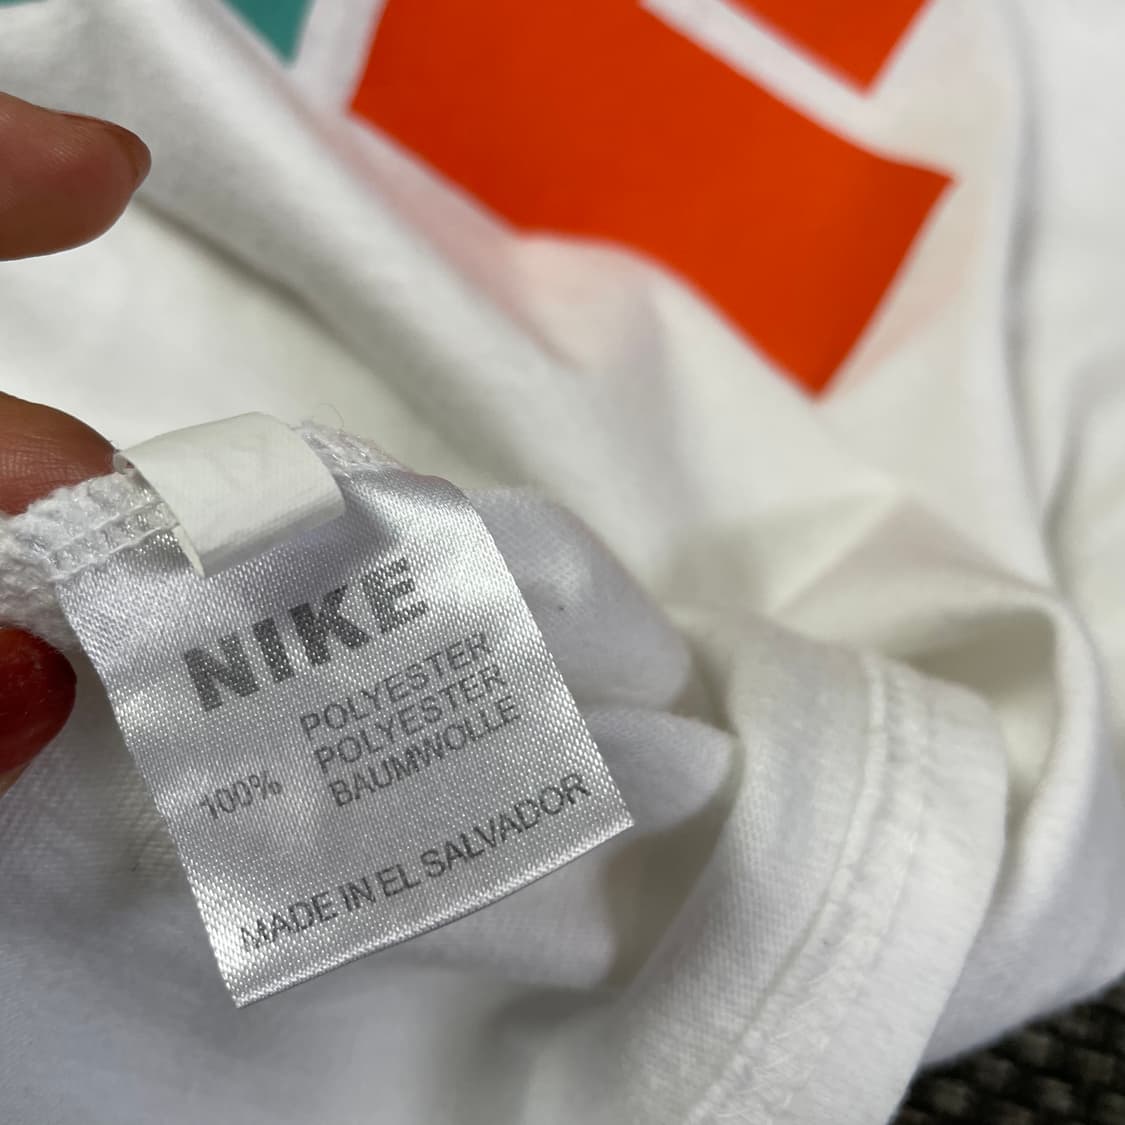 NIKE
POLYESTER
POLYESTER
100% BAUMWOLLE
MADE IN EL SALVADOR